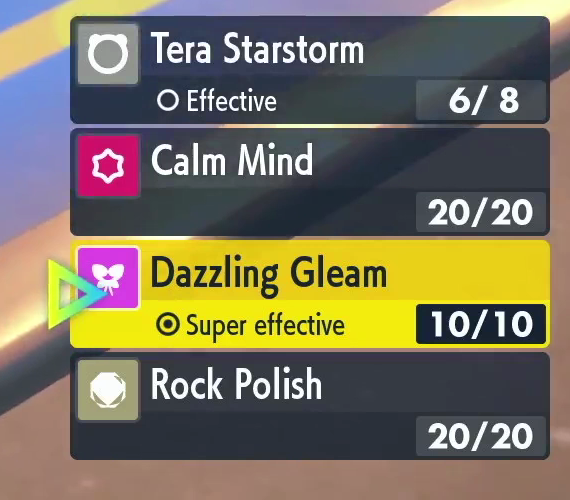 Tera Starstorm
Effective
6/ 8
Calm Mind
20/20
Dazzling Gleam
Super effective
10/10
Rock Polish
20/20